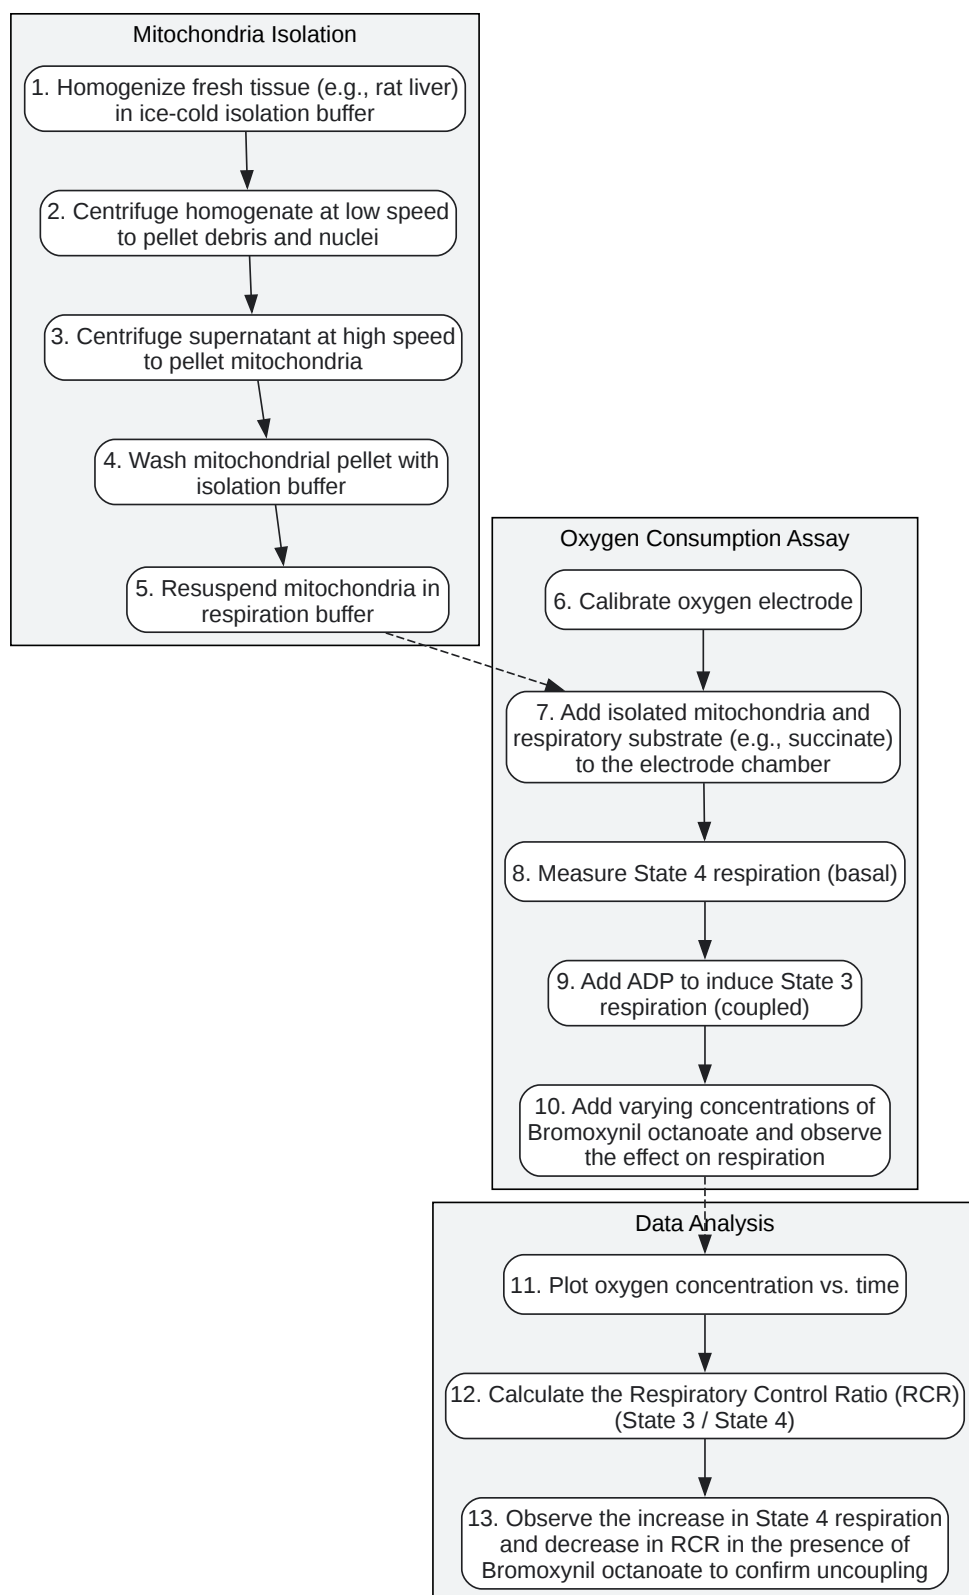 Mitochondria Isolation
1. Homogenize fresh tissue (e.g., rat liver)
in ice-cold isolation buffer
2. Centrifuge homogenate at low speed
to pellet debris and nuclei
3. Centrifuge supernatant at high speed
to pellet mitochondria
4. Wash mitochondrial pellet with
isolation buffer
5. Resuspend mitochondria in
respiration buffer
Oxygen Consumption Assay
6. Calibrate oxygen electrode
7. Add isolated mitochondria and
respiratory substrate (e.g., succinate)
to the electrode chamber
8. Measure State 4 respiration (basal)
9. Add ADP to induce State 3
respiration (coupled)
10. Add varying concentrations of
Bromoxynil octanoate and observe
the effect on respiration
Data Analysis
11. Plot oxygen concentration vs. time
12. Calculate the Respiratory Control Ratio (RCR)
(State 3 / State 4)
13. Observe the increase in State 4 respiration
and decrease in RCR in the presence of
Bromoxynil octanoate to confirm uncoupling